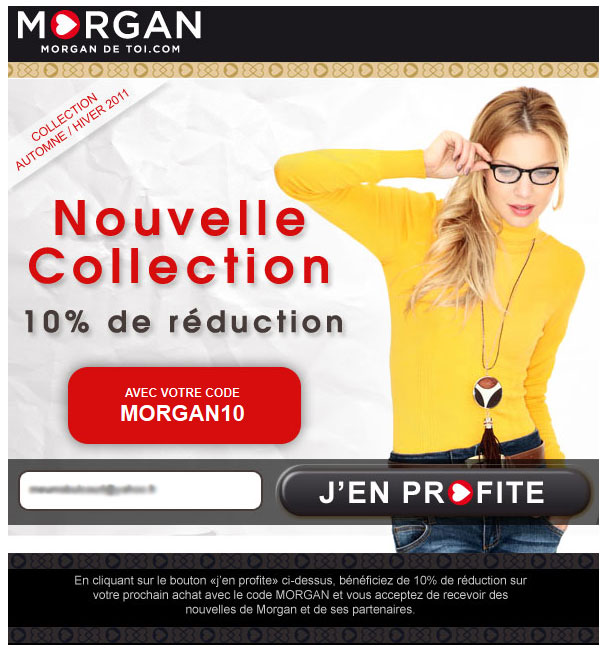 MORGAN
MORGAN DE TOI.COM
COLLECTION
AUTOMNE / HIVER 2011
Nouvelle
Collection
10% de réduction
AVEC VOTRE CODE
MORGAN10
J'EN PROFITE
En cliquant sur le bouton «j'en profite» ci-dessus, bénéficiez de 10% de réduction sur
votre prochain achat avec le code MORGAN et vous acceptez de recevoir des
nouvelles de Morgan et de ses partenaires.